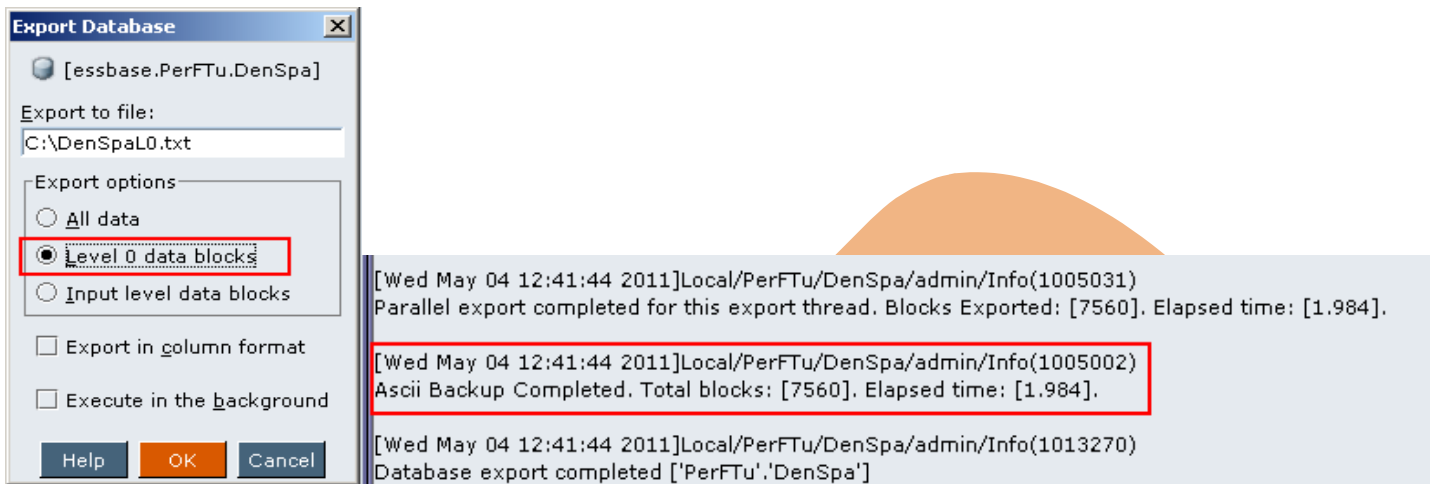 Export Database
[essbase.PerFTu.DenSpa]
Export to file:
C:\DenSpaL0.txt
Export options
All data
Level 0 data blocks
Input level data blocks
Export in column format
Execute in the background
Help OK Cancel
[Wed May 04 12:41:44 2011]Local/PerFTu/DenSpa/admin/Info(1005031)
Parallel export completed for this export thread. Blocks Exported: [7560]. Elapsed time: [1.984].
[Wed May 04 12:41:44 2011]Local/PerFTu/DenSpa/admin/Info(1005002)
Ascii Backup Completed. Total blocks: [7560]. Elapsed time: [1.984].
[Wed May 04 12:41:44 2011]Local/PerFTu/DenSpa/admin/Info(1013270)
Database export completed ['PerFTu'.'DenSpa']